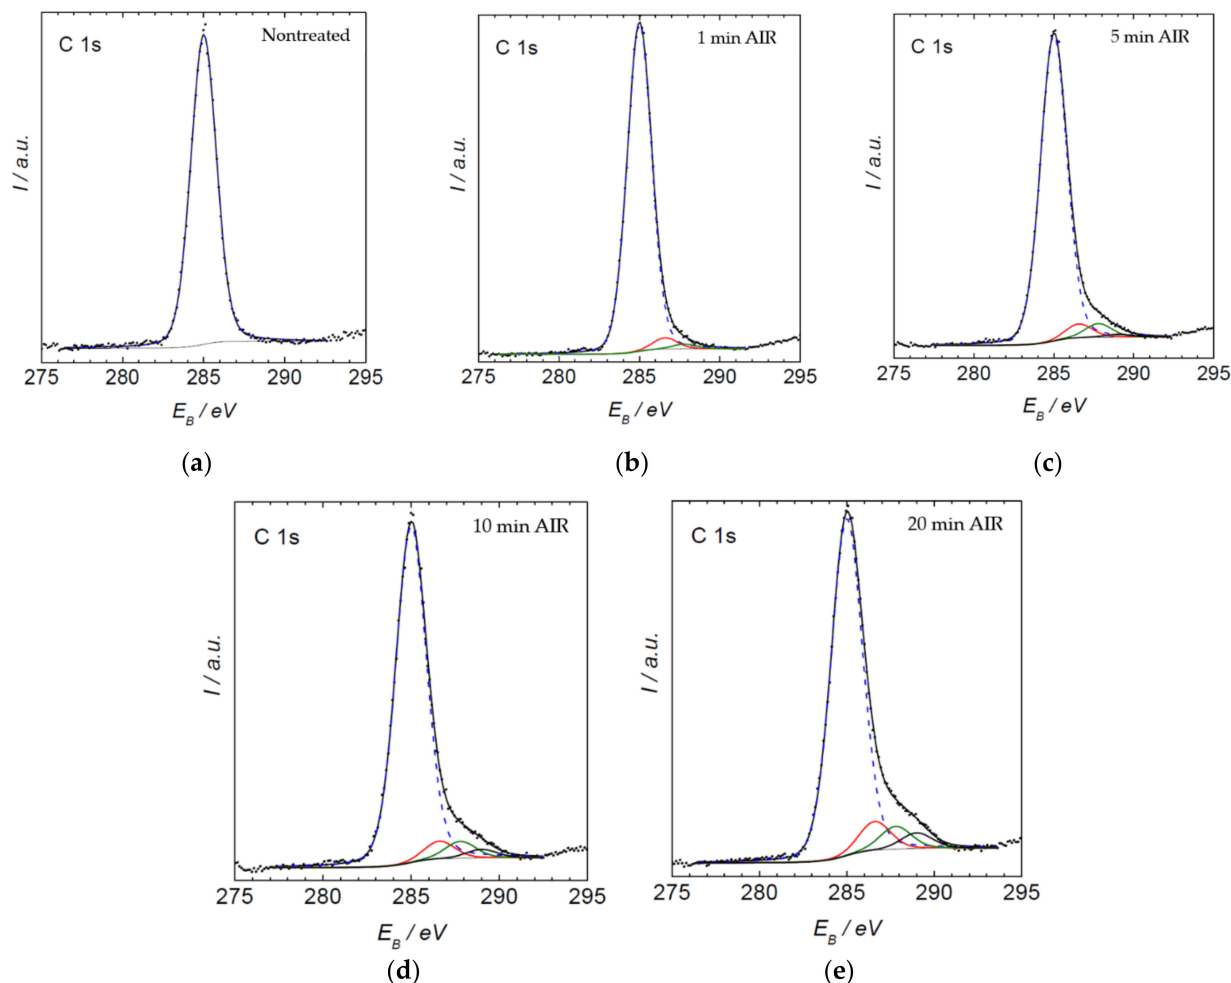 C 1s
Nontreated
I / a.u.
275 280 285 290 295
E_B / eV
(a)
C 1s
1 min AIR
I / a.u.
275 280 285 290 295
E_B / eV
(b)
C 1s
5 min AIR
I / a.u.
275 280 285 290 295
E_B / eV
(c)
C 1s
10 min AIR
I / a.u.
275 280 285 290 295
E_B / eV
(d)
C 1s
20 min AIR
I / a.u.
275 280 285 290 295
E_B / eV
(e)